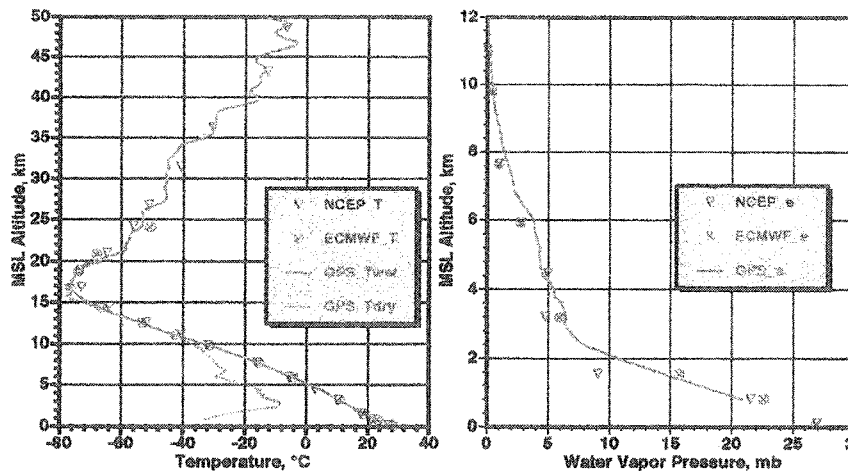 50
45
40
35
30
25
20
15
10
5
0
MSL Altitude, km
-80
-60
-40
-20
0
20
40
Temperature, °C
NCEP_T
ECMWF_T
GPS_Twet
GPS_Tdry
12
10
8
6
4
2
0
MSL Altitude, km
0
5
10
15
20
25
Water Vapor Pressure, mb
NCEP_e
ECMWF_e
GPS_e